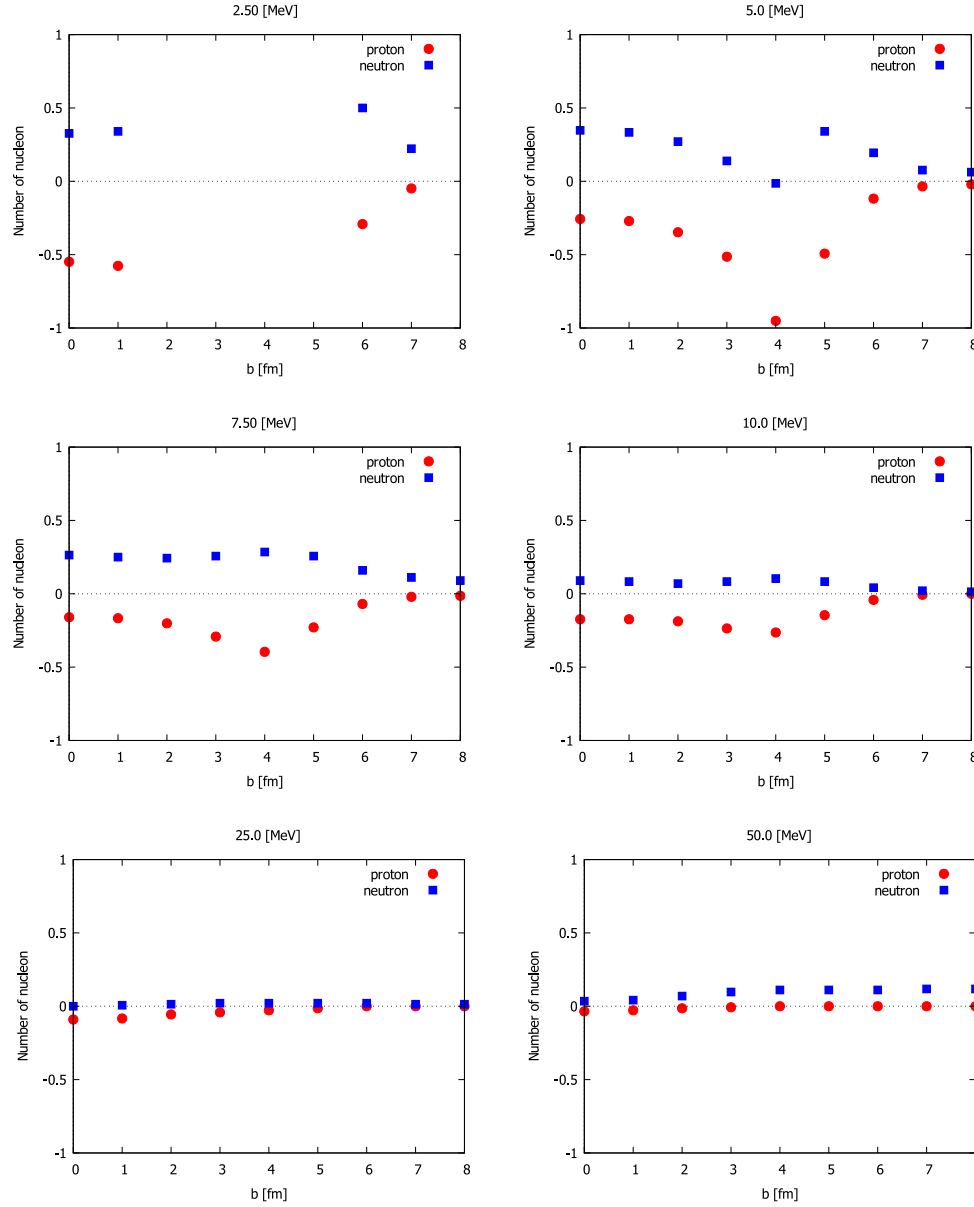 2.50 [MeV]
Number of nucleon
1
0.5
0
-0.5
-1
proton
neutron
0 1 2 3 4 5 6 7 8
b [fm]
5.0 [MeV]
Number of nucleon
1
0.5
0
-0.5
-1
proton
neutron
0 1 2 3 4 5 6 7 8
b [fm]
7.50 [MeV]
Number of nucleon
1
0.5
0
-0.5
-1
proton
neutron
0 1 2 3 4 5 6 7 8
b [fm]
10.0 [MeV]
Number of nucleon
1
0.5
0
-0.5
-1
proton
neutron
0 1 2 3 4 5 6 7 8
b [fm]
25.0 [MeV]
Number of nucleon
1
0.5
0
-0.5
-1
proton
neutron
0 1 2 3 4 5 6 7 8
b [fm]
50.0 [MeV]
Number of nucleon
1
0.5
0
-0.5
-1
proton
neutron
0 1 2 3 4 5 6 7 8
b [fm]